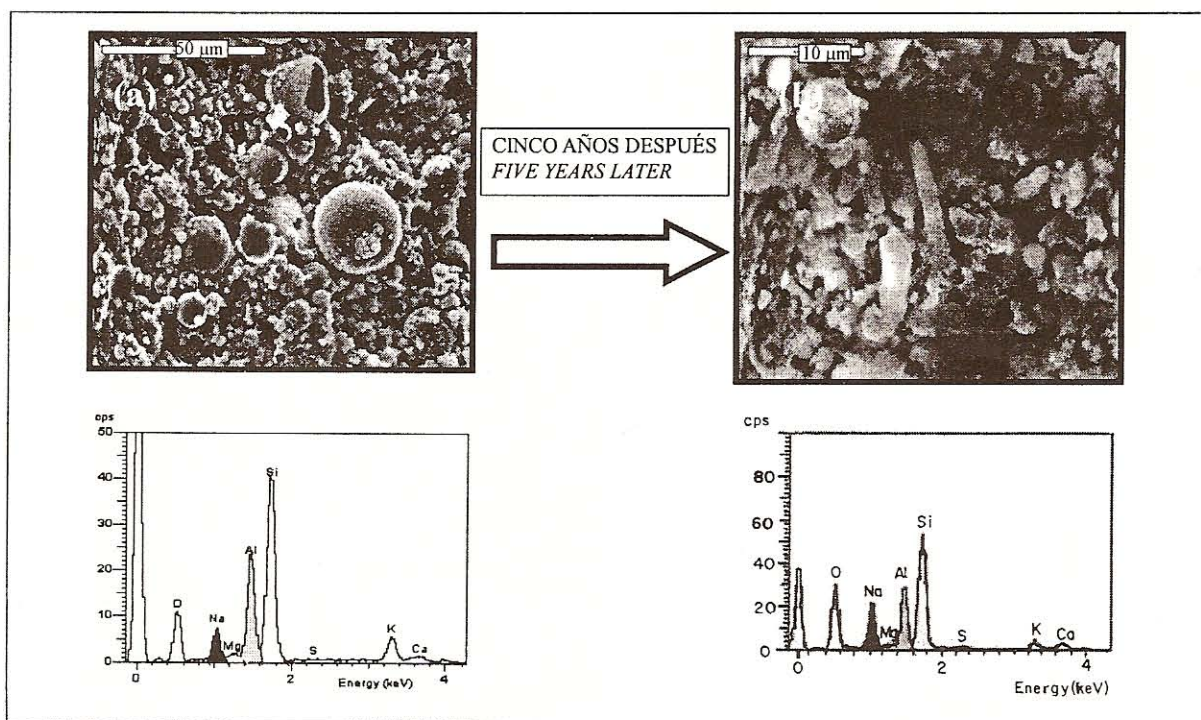 50 µm
(a)
CINCO AÑOS DESPUÉS
FIVE YEARS LATER
10 µm
cps
50
40
30
20
10
0
O
Na
Mg
Al
Si
S
K
Ca
0
2
4
Energy (keV)
cps
80
60
40
20
0
O
Na
Mg
Al
Si
S
K
Ca
0
2
4
Energy (keV)